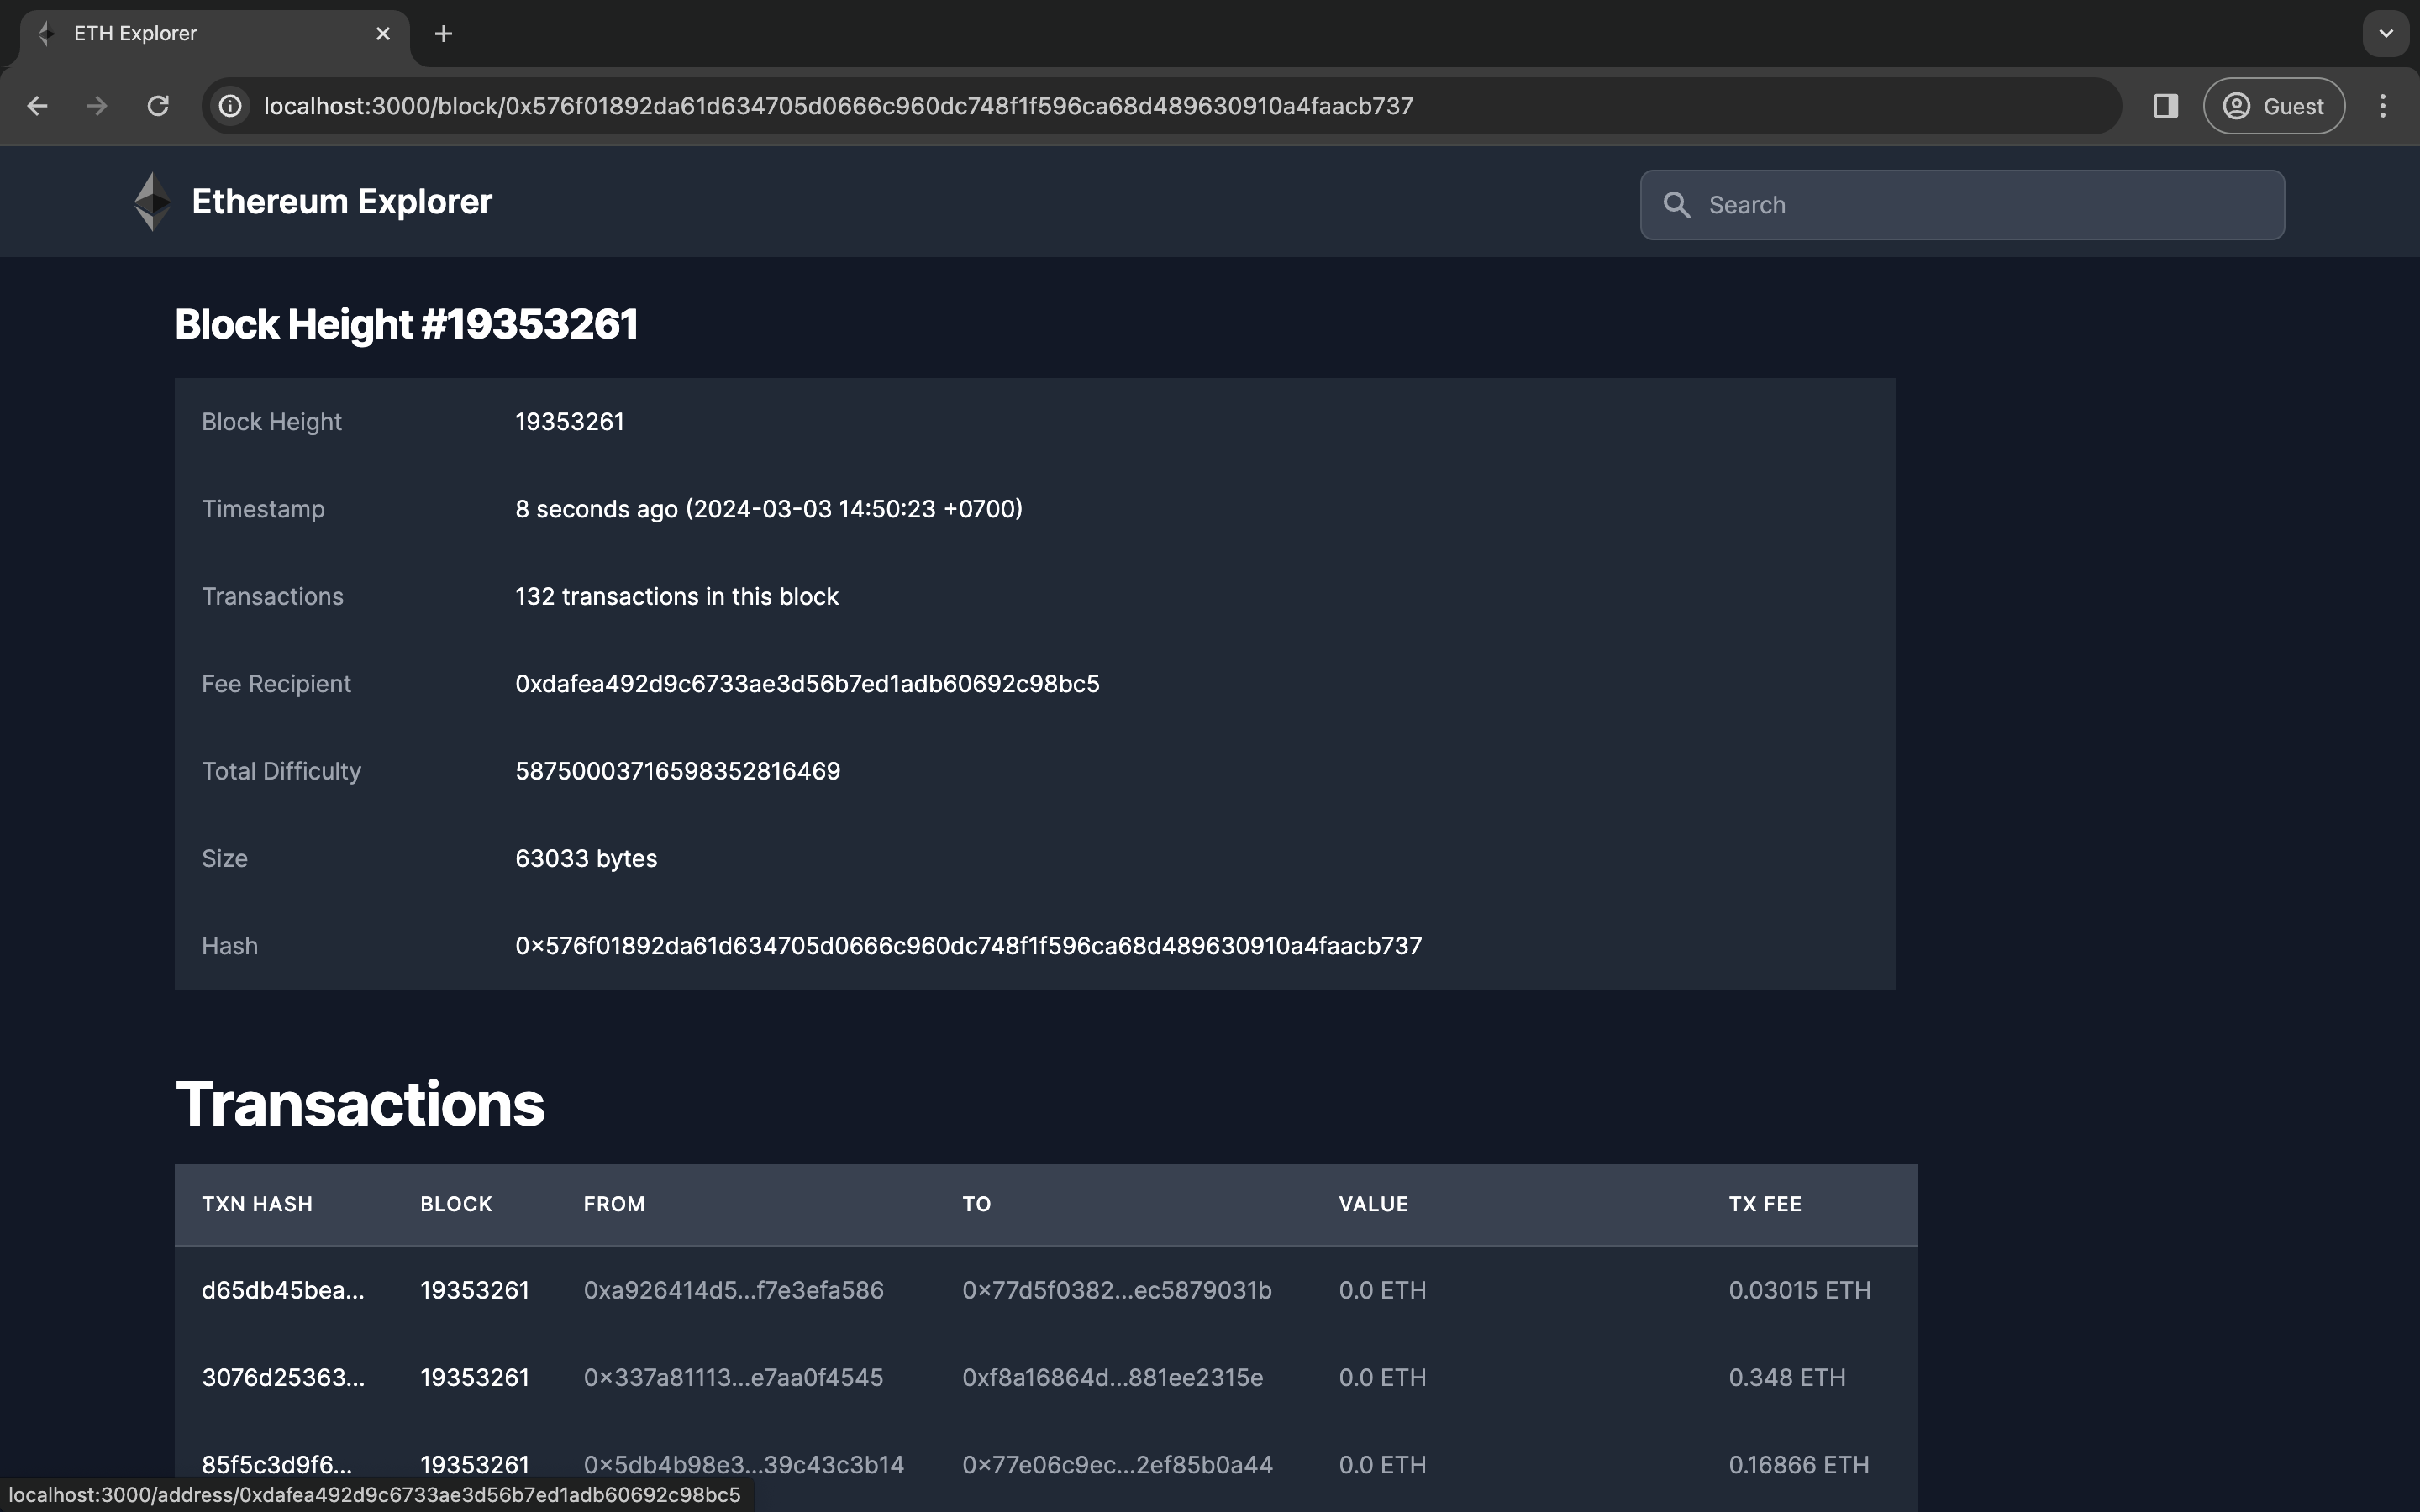 ETH Explorer
localhost:3000/block/0x576f01892da61d634705d0666c960dc748f1f596ca68d489630910a4faacb737
Guest
Ethereum Explorer
Search
Block Height #19353261
Block Height 19353261
Timestamp 8 seconds ago (2024-03-03 14:50:23 +0700)
Transactions 132 transactions in this block
Fee Recipient 0xdafea492d9c6733ae3d56b7ed1adb60692c98bc5
Total Difficulty 58750003716598352816469
Size 63033 bytes
Hash 0x576f01892da61d634705d0666c960dc748f1f596ca68d489630910a4faacb737
Transactions
TXN HASH BLOCK FROM TO VALUE TX FEE
d65db45bea... 19353261 0xa926414d5...f7e3efa586 0x77d5f0382...ec5879031b 0.0 ETH 0.03015 ETH
3076d25363... 19353261 0x337a81113...e7aa0f4545 0xf8a16864d...881ee2315e 0.0 ETH 0.348 ETH
85f5c3d9f6... 19353261 0x5db4b98e3...39c43c3b14 0x77e06c9ec...2ef85b0a44 0.0 ETH 0.16866 ETH
localhost:3000/address/0xdafea492d9c6733ae3d56b7ed1adb60692c98bc5